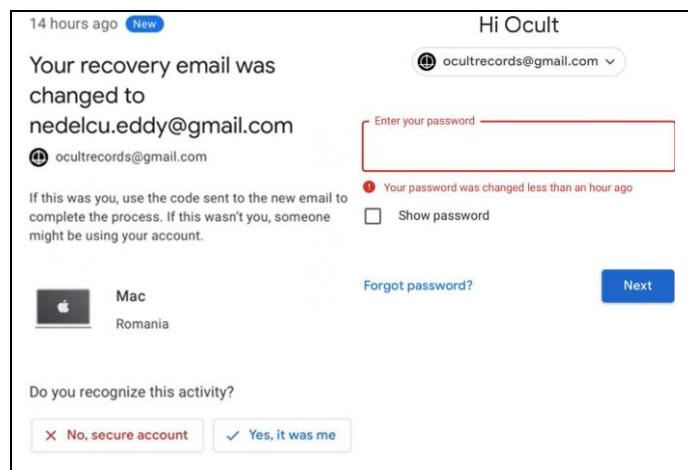 14 hours ago New
Your recovery email was
changed to
nedelcu.eddy@gmail.com
ocultrecords@gmail.com
If this was you, use the code sent to the new email to
complete the process. If this wasn't you, someone
might be using your account.
Mac
Romania
Do you recognize this activity?
No, secure account
Yes, it was me
Hi Ocult
ocultrecords@gmail.com
Enter your password
Your password was changed less than an hour ago
Show password
Forgot password?
Next